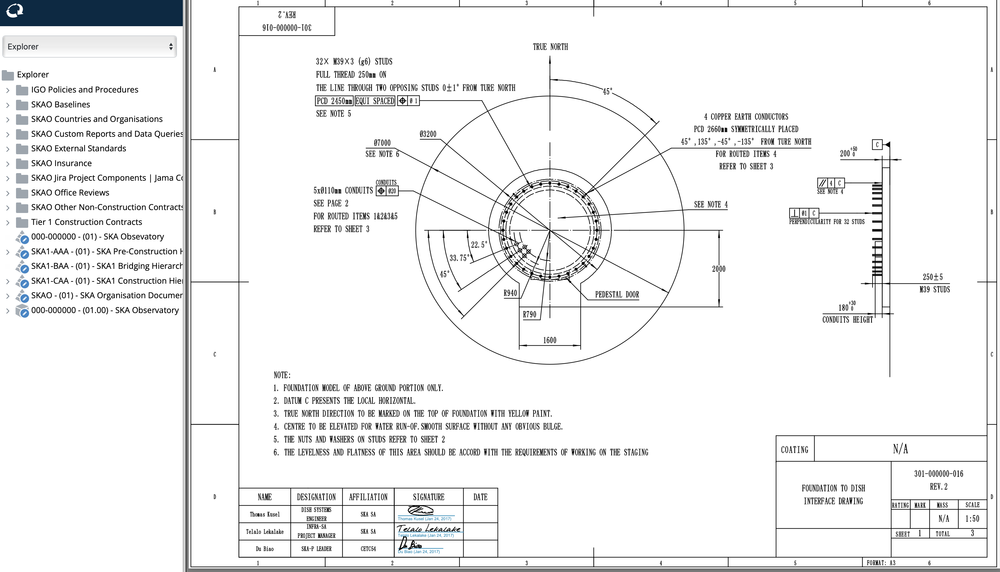 Explorer
Explorer
IGO Policies and Procedures
SKAO Baselines
SKAO Countries and Organisations
SKAO Custom Reports and Data Queries
SKAO External Standards
SKAO Insurance
SKAO Jira Project Components | Jama Co
SKAO Office Reviews
SKAO Other Non-Construction Contracts
Tier 1 Construction Contracts
000-000000 - (01) - SKA Obsevatory
SKA1-AAA - (01) - SKA Pre-Construction H
SKA1-BAA - (01) - SKA1 Bridging Hierarch
SKA1-CAA - (01) - SKA1 Construction Hier
SKAO - (01) - SKA Organisation Documen
000-000000 - (01.00) - SKA Observatory
1 2 3 4 5 6
301-000000-016
REV.2
A
A
B
B
C
C
D
D
TRUE NORTH
32× M39×3 (g6) STUDS
FULL THREAD 250mm ON
THE LINE THROUGH TWO OPPOSING STUDS 0±1° FROM TURE NORTH
PCD 2450mm EQUI SPACED ⌖ Ø 1
SEE NOTE 5
45°
Ø3200
Ø7000
SEE NOTE 6
4 COPPER EARTH CONDUCTORS
PCD 2660mm SYMMETRICALLY PLACED
45° ,135° ,-45° ,-135° FROM TURE NORTH
FOR ROUTED ITEMS 4
REFER TO SHEET 3
CONDUITS
5xØ110mm CONDUITS ⌖ Ø20
SEE PAGE 2
FOR ROUTED ITEMS 1&2&3&5
REFER TO SHEET 3
SEE NOTE 4
22.5°
33.75°
45°
R940
R790
PEDESTAL DOOR
2000
1600
C
200 +50 0
// 4 C
SEE NOTE 4
⊥ Ø1 C
PERPENDICULARITY FOR 32 STUDS
250±5
M39 STUDS
180 +30 0
CONDUITS HEIGHT
NOTE:
1. FOUNDATION MODEL OF ABOVE GROUND PORTION ONLY.
2. DATUM C PRESENTS THE LOCAL HORIZONTAL.
3. TRUE NORTH DIRECTION TO BE MARKED ON THE TOP OF FOUNDATION WITH YELLOW PAINT.
4. CENTRE TO BE ELEVATED FOR WATER RUN-OF.SMOOTH SURFACE WITHOUT ANY OBVIOUS BULGE.
5. THE NUTS AND WASHERS ON STUDS REFER TO SHEET 2
6. THE LEVELNESS AND FLATNESS OF THIS AREA SHOULD BE ACCORD WITH THE REQUIREMENTS OF WORKING ON THE STAGING
NAME DESIGNATION AFFILIATION SIGNATURE DATE
Thomas Kusel DISH SYSTEMS ENGINEER SKA SA
Thomas Kusel (Jan 24, 2017)
Telalo Lekalake INFRA-SA PROJECT MANAGER SKA SA Telalo Lekalake
Telalo Lekalake (Jan 24, 2017)
Du Biao SKA-P LEADER CETC54 Du Biao
Du Biao (Jan 24, 2017)
COATING N/A
FOUNDATION TO DISH
INTERFACE DRAWING
301-000000-016
REV.2
RATING MARK MASS SCALE
N/A 1:50
SHEET 1 TOTAL 3
1 2 3 4 5 6
FORMAT: A3